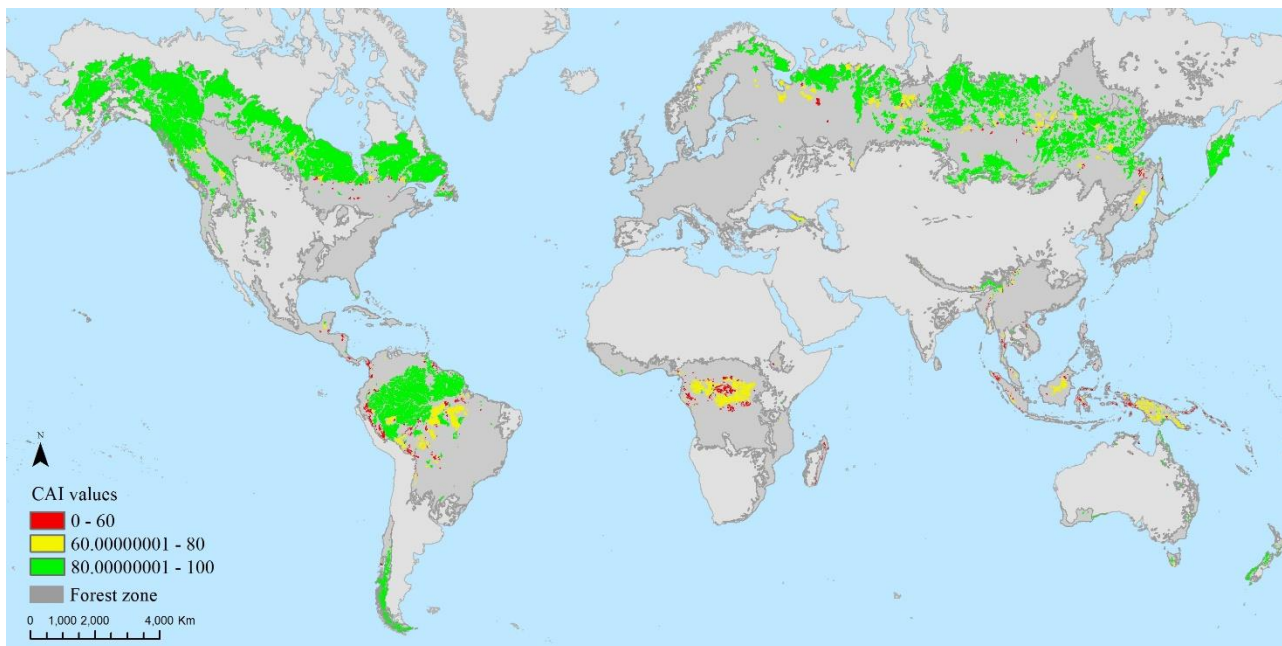 N
CAI values
0 - 60
60.00000001 - 80
80.00000001 - 100
Forest zone
0 1,000 2,000 4,000 Km